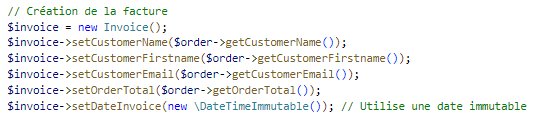 // Création de la facture
$invoice = new Invoice();
$invoice->setCustomerName($order->getCustomerName());
$invoice->setCustomerFirstname($order->getCustomerFirstname());
$invoice->setCustomerEmail($order->getCustomerEmail());
$invoice->setOrderTotal($order->getOrderTotal());
$invoice->setDateInvoice(new \DateTimeImmutable()); // Utilise une date immutable